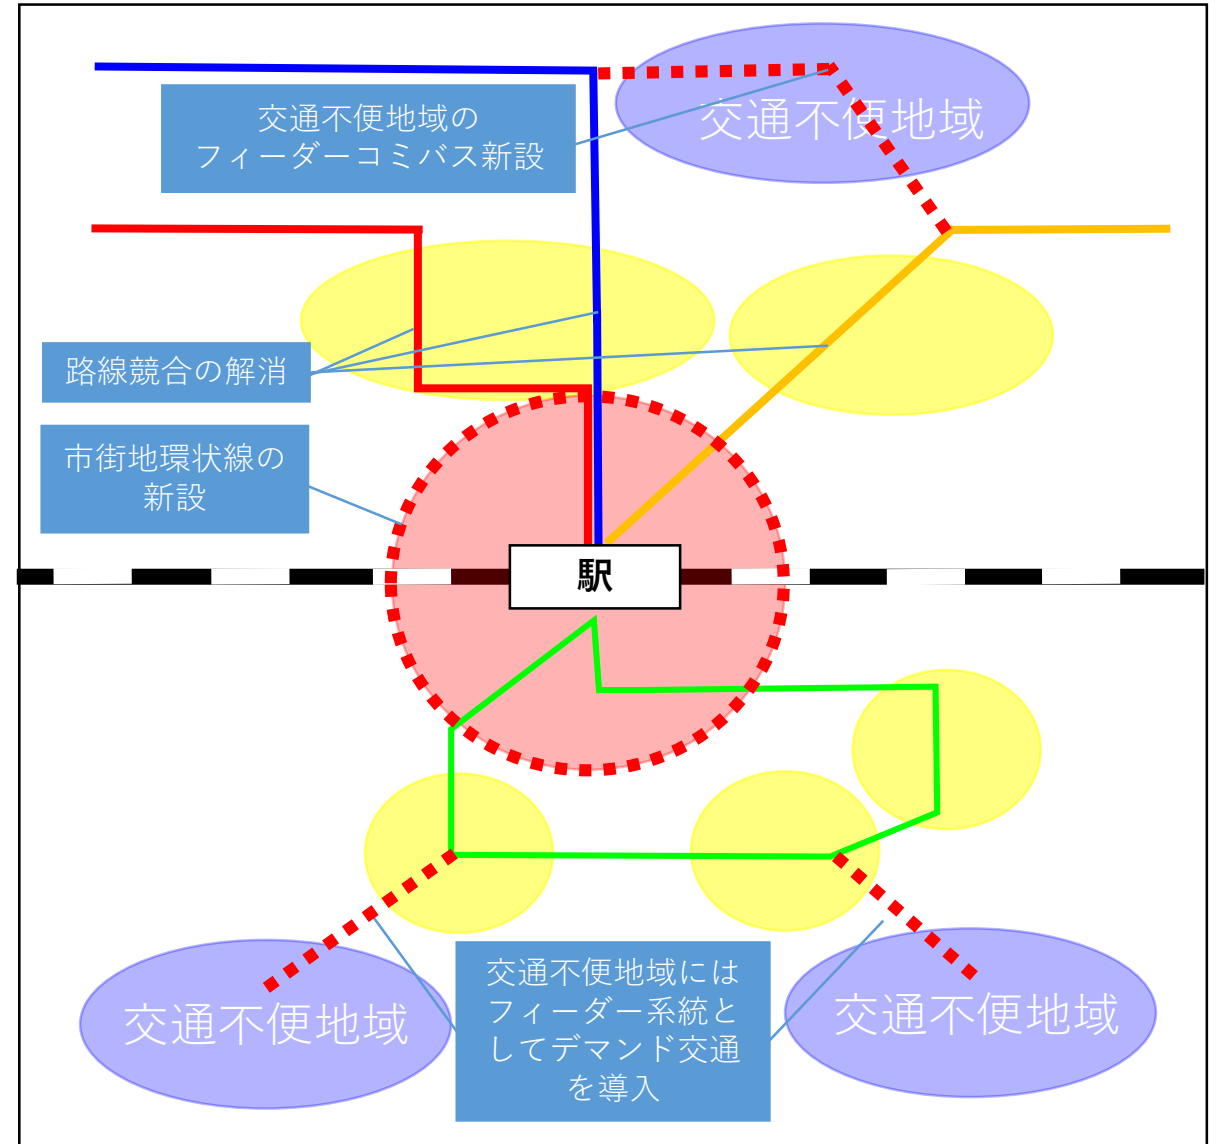 交通不便地域の
フィーダーコミバス新設
交通不便地域
路線競合の解消
市街地環状線の
新設
駅
交通不便地域
交通不便地域には
フィーダー系統と
してデマンド交通
を導入
交通不便地域